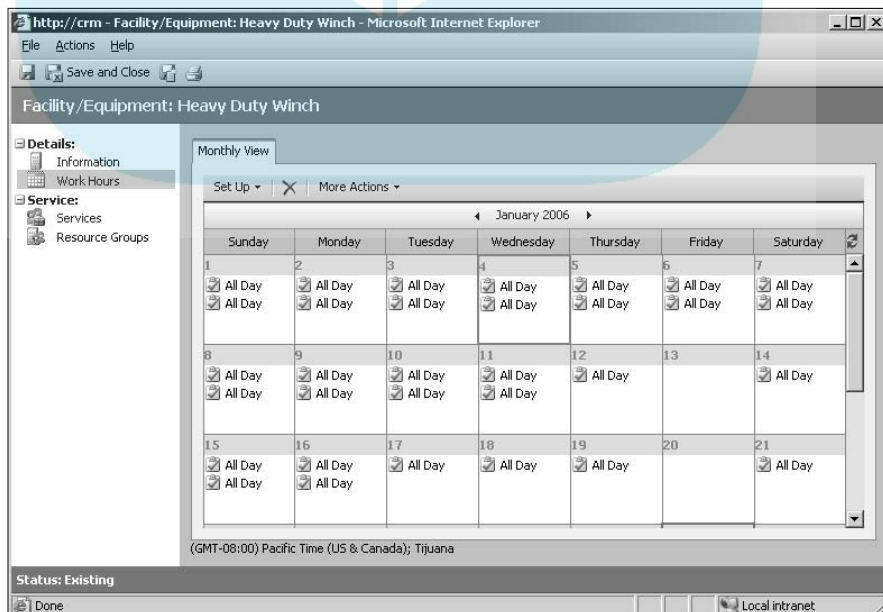 http://crm - Facility/Equipment: Heavy Duty Winch - Microsoft Internet Explorer
File Actions Help
Save and Close
Facility/Equipment: Heavy Duty Winch
Details:
Information
Work Hours
Service:
Services
Resource Groups
Monthly View
Set Up More Actions
January 2006
Sunday Monday Tuesday Wednesday Thursday Friday Saturday
1 2 3 4 5 6 7
All Day All Day All Day All Day All Day All Day All Day
All Day All Day All Day All Day All Day All Day All Day
8 9 10 11 12 13 14
All Day All Day All Day All Day All Day All Day
All Day All Day All Day All Day
15 16 17 18 19 20 21
All Day All Day All Day All Day All Day All Day
All Day All Day
(GMT-08:00) Pacific Time (US & Canada); Tijuana
Status: Existing
Done Local intranet